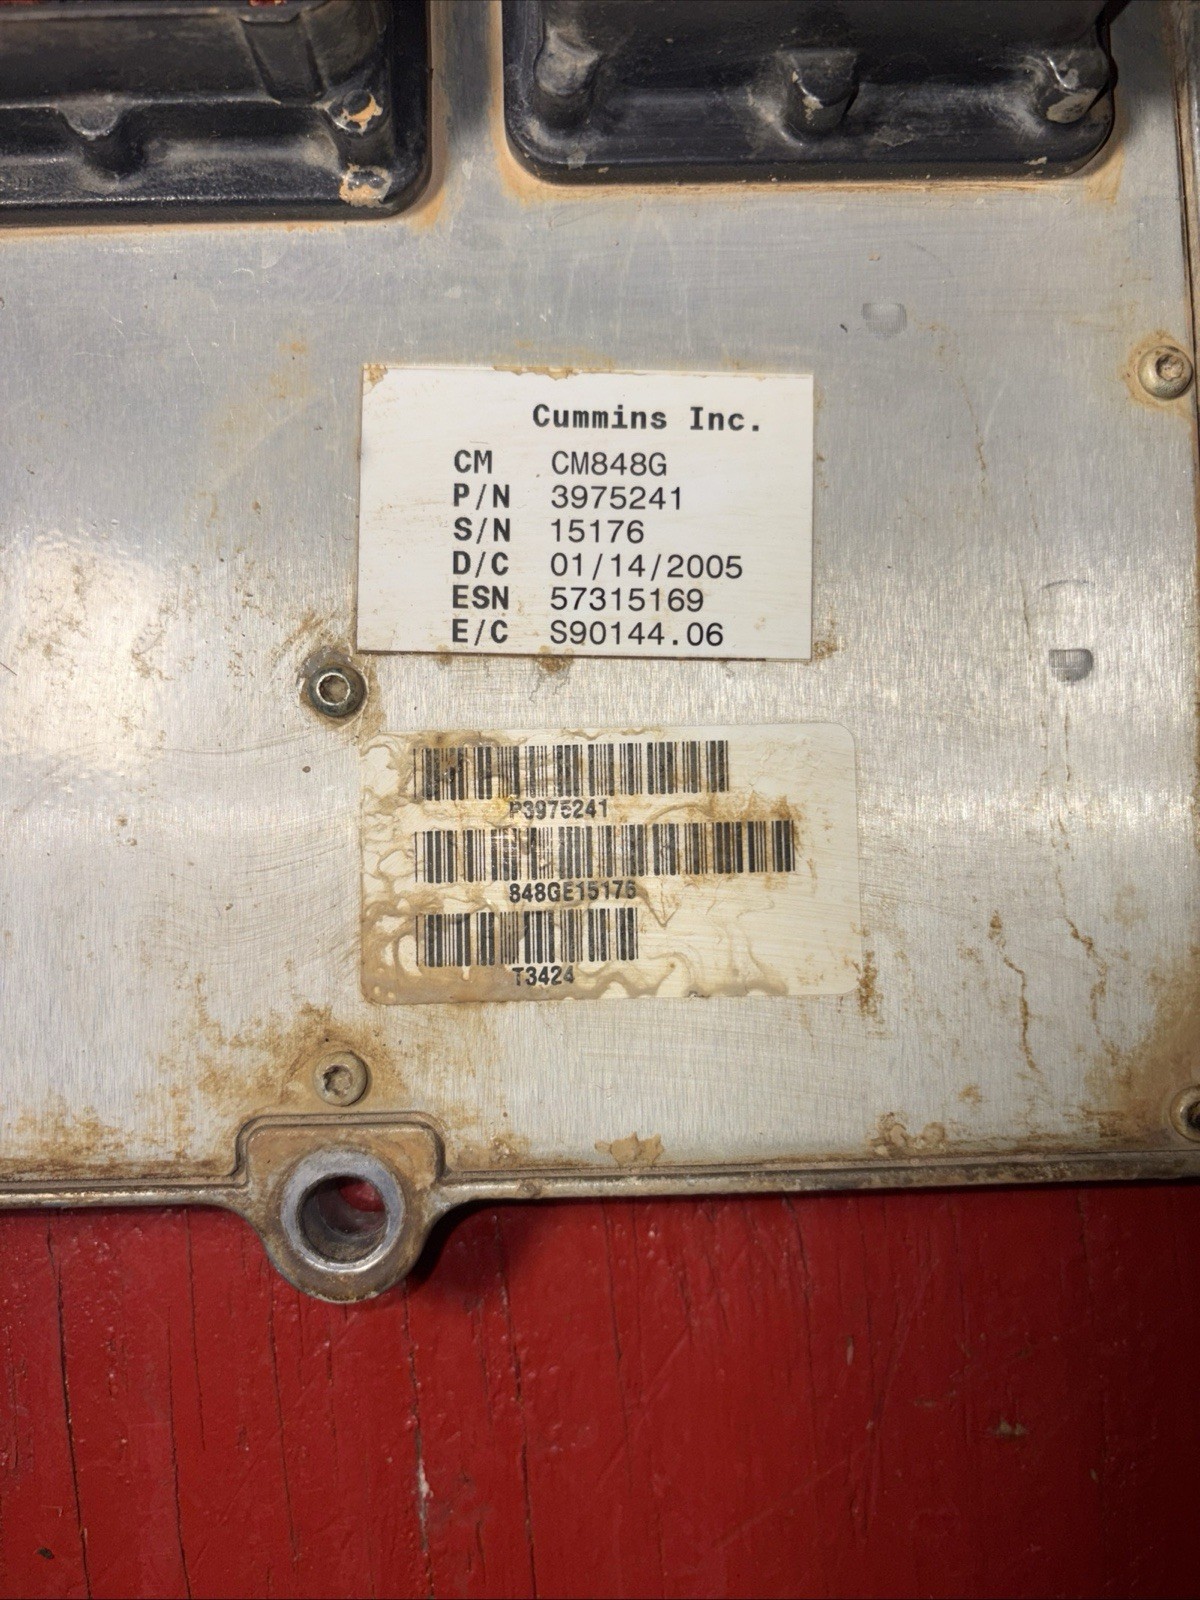 Cummins Inc.
CM CM848G
P/N 3975241
S/N 15176
D/C 01/14/2005
ESN 57315169
E/C S90144.06
P3975241
848GE15176
T3424